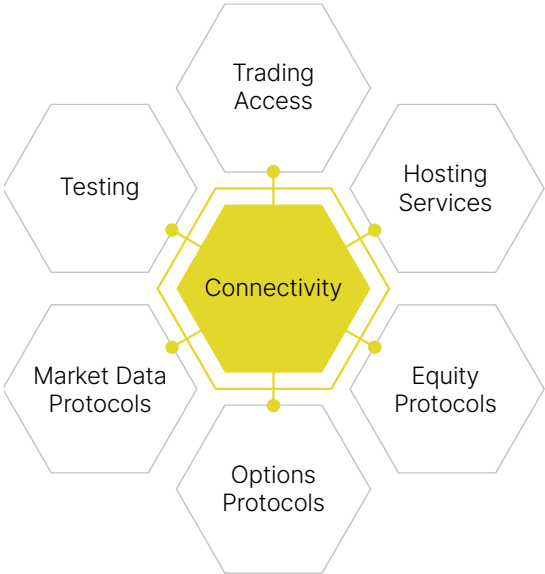 Trading
Access
Hosting
Services
Equity
Protocols
Options
Protocols
Market Data
Protocols
Testing
Connectivity